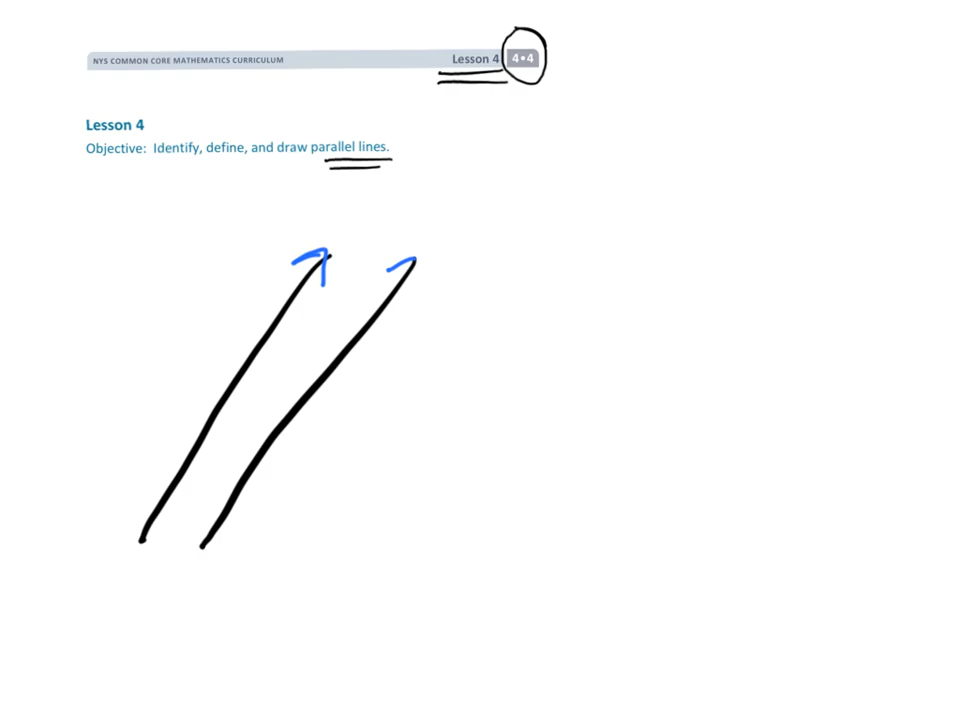 NYS COMMON CORE MATHEMATICS CURRICULUM Lesson 4 4•4
Lesson 4
Objective: Identify, define, and draw parallel lines.